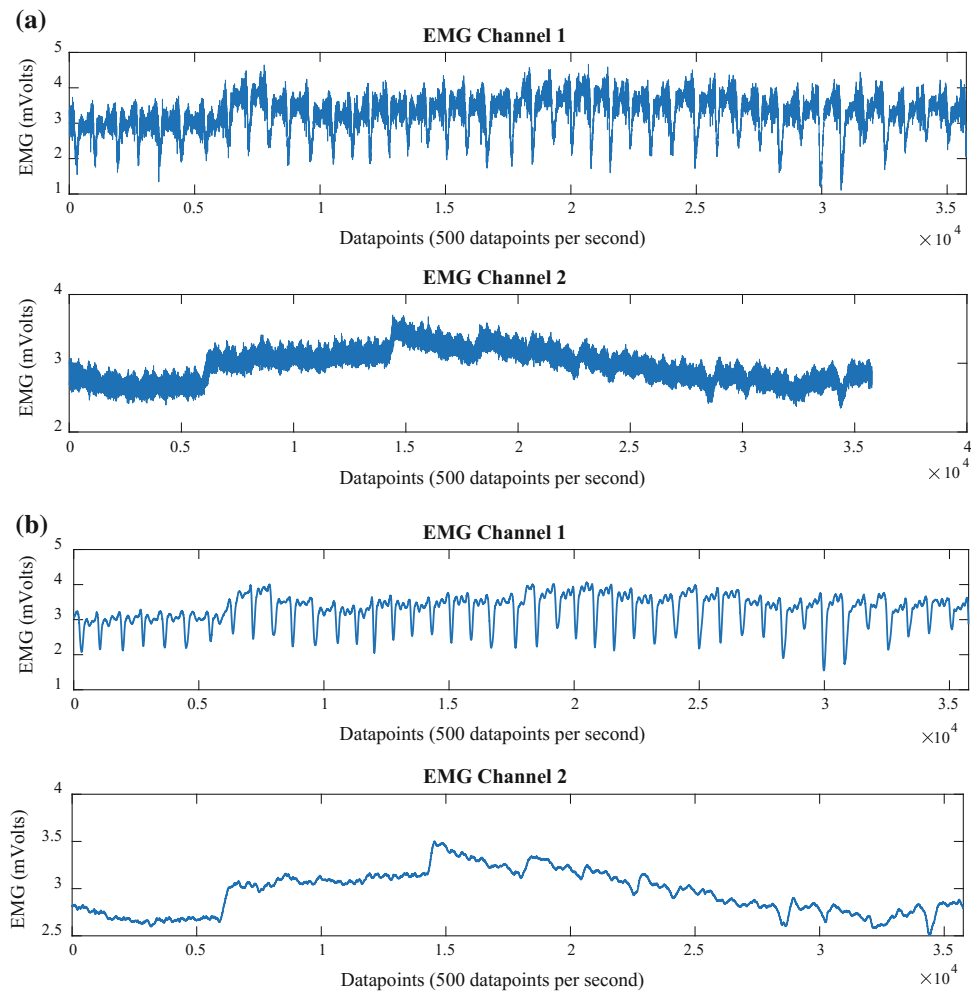 (a)
EMG Channel 1
EMG (mVolts)
5
4
3
2
1
0 0.5 1 1.5 2 2.5 3 3.5
Datapoints (500 datapoints per second)
×10 4
EMG Channel 2
EMG (mVolts)
4
3
2
0 0.5 1 1.5 2 2.5 3 3.5 4
Datapoints (500 datapoints per second)
×10 4
(b)
EMG Channel 1
EMG (mVolts)
5
4
3
2
1
0 0.5 1 1.5 2 2.5 3 3.5
Datapoints (500 datapoints per second)
×10 4
EMG Channel 2
EMG (mVolts)
4
3.5
3
2.5
0 0.5 1 1.5 2 2.5 3 3.5
Datapoints (500 datapoints per second)
×10 4